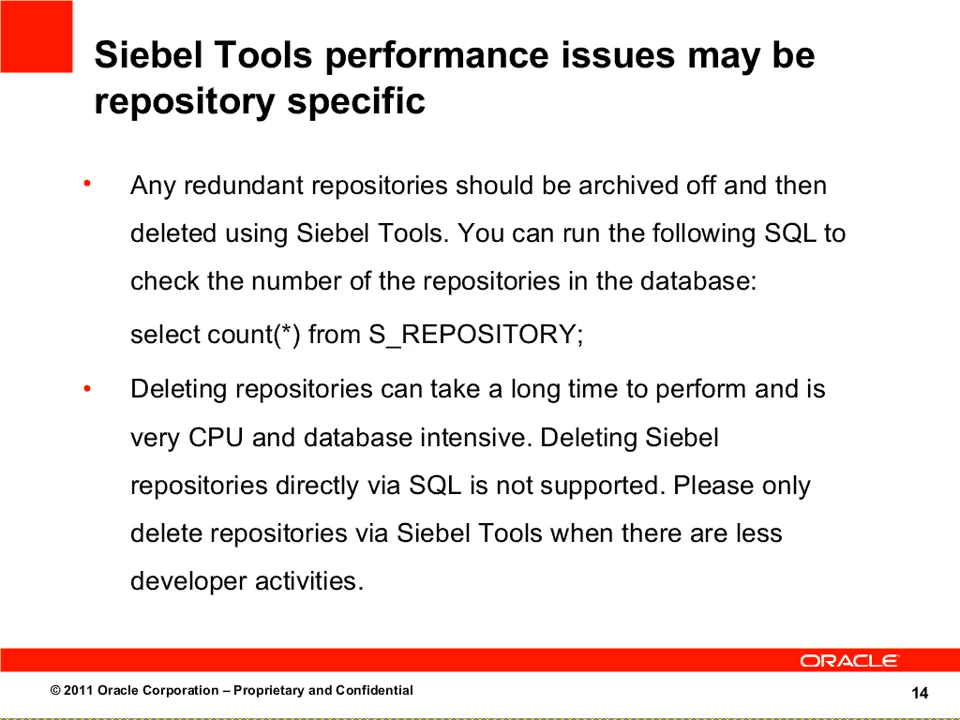 Siebel Tools performance issues may be
repository specific
• Any redundant repositories should be archived off and then
deleted using Siebel Tools. You can run the following SQL to
check the number of the repositories in the database:
select count(*) from S_REPOSITORY;
• Deleting repositories can take a long time to perform and is
very CPU and database intensive. Deleting Siebel
repositories directly via SQL is not supported. Please only
delete repositories via Siebel Tools when there are less
developer activities.
ORACLE
© 2011 Oracle Corporation – Proprietary and Confidential
14